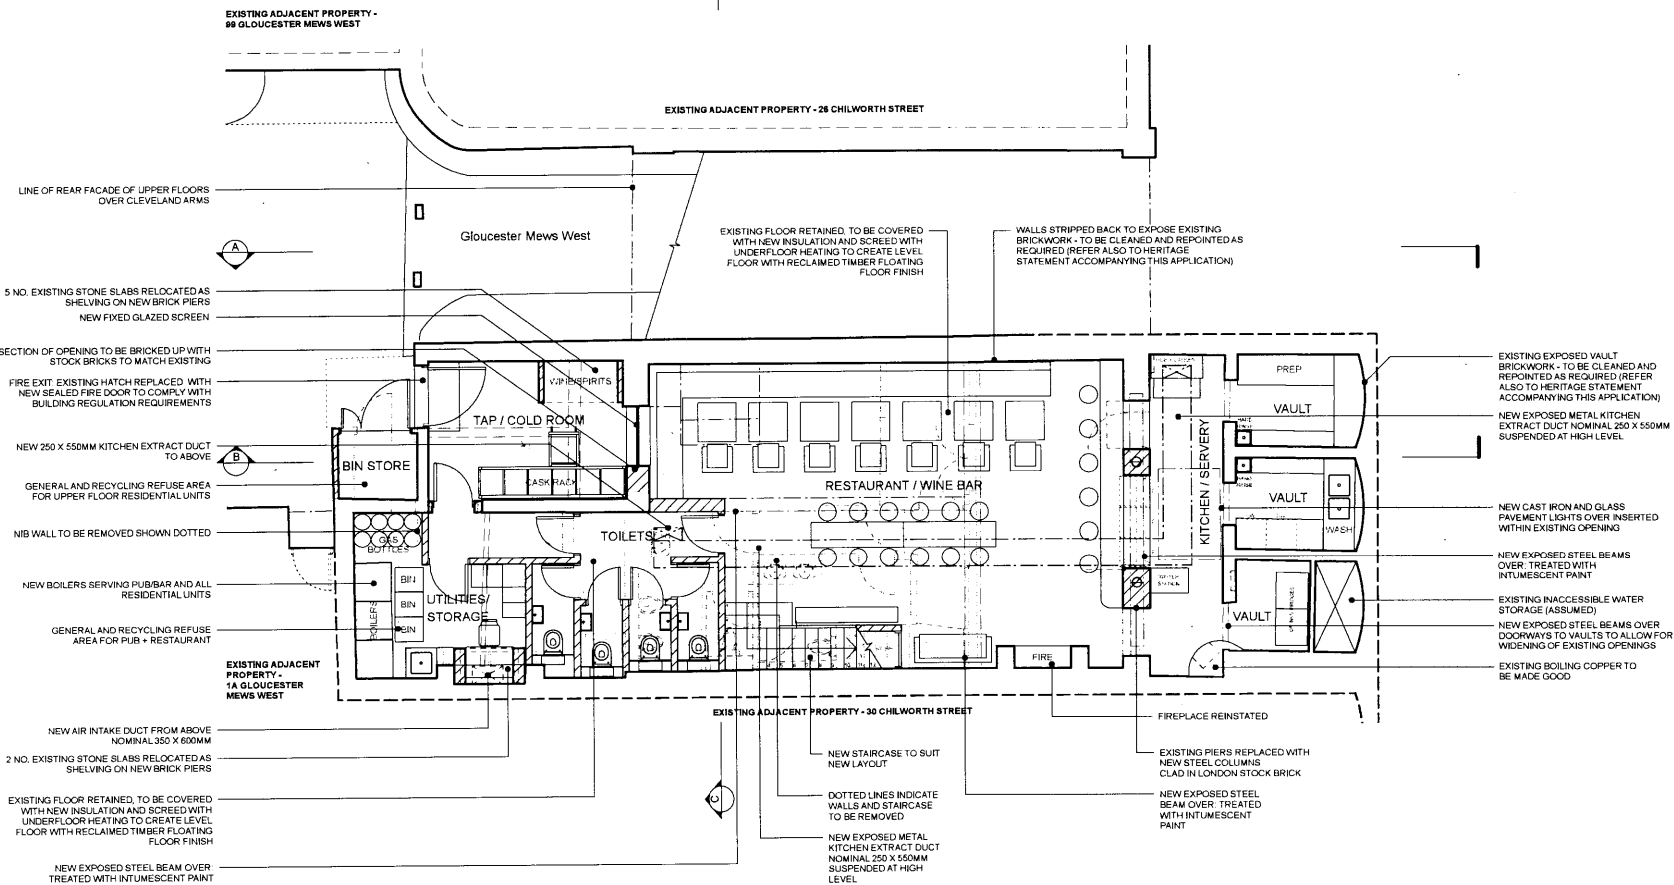 EXISTING ADJACENT PROPERTY -
99 GLOUCESTER MEWS WEST
EXISTING ADJACENT PROPERTY - 26 CHILWORTH STREET
LINE OF REAR FACADE OF UPPER FLOORS
OVER CLEVELAND ARMS
A
Gloucester Mews West
EXISTING FLOOR RETAINED, TO BE COVERED
WITH NEW INSULATION AND SCREED WITH
UNDERFLOOR HEATING TO CREATE LEVEL
FLOOR WITH RECLAIMED TIMBER FLOATING
FLOOR FINISH
WALLS STRIPPED BACK TO EXPOSE EXISTING
BRICKWORK - TO BE CLEANED AND REPOINTED AS
REQUIRED (REFER ALSO TO HERITAGE
STATEMENT ACCOMPANYING THIS APPLICATION)
5 NO. EXISTING STONE SLABS RELOCATED AS
SHELVING ON NEW BRICK PIERS
NEW FIXED GLAZED SCREEN
SECTION OF OPENING TO BE BRICKED UP WITH
STOCK BRICKS TO MATCH EXISTING
FIRE EXIT: EXISTING HATCH REPLACED WITH
NEW SEALED FIRE DOOR TO COMPLY WITH
BUILDING REGULATION REQUIREMENTS
NEW 250 X 550MM KITCHEN EXTRACT DUCT
TO ABOVE
B
GENERAL AND RECYCLING REFUSE AREA
FOR UPPER FLOOR RESIDENTIAL UNITS
NIB WALL TO BE REMOVED SHOWN DOTTED
NEW BOILERS SERVING PUB/BAR AND ALL
RESIDENTIAL UNITS
GENERAL AND RECYCLING REFUSE
AREA FOR PUB + RESTAURANT
EXISTING ADJACENT
PROPERTY -
1A GLOUCESTER
MEWS WEST
NEW AIR INTAKE DUCT FROM ABOVE
NOMINAL 350 X 600MM
2 NO. EXISTING STONE SLABS RELOCATED AS
SHELVING ON NEW BRICK PIERS
EXISTING FLOOR RETAINED, TO BE COVERED
WITH NEW INSULATION AND SCREED WITH
UNDERFLOOR HEATING TO CREATE LEVEL
FLOOR WITH RECLAIMED TIMBER FLOATING
FLOOR FINISH
NEW EXPOSED STEEL BEAM OVER:
TREATED WITH INTUMESCENT PAINT
WINE/SPIRITS
TAP / COLD ROOM
BIN STORE
CASK RACK
GAS
BOTTLES
TOILETS
BOILERS
BIN
BIN
BIN
UTILITIES/
STORAGE
RESTAURANT / WINE BAR
KITCHEN / SERVERY
PREP
VAULT
VAULT
WASH
VAULT
FIRE
EXISTING ADJACENT PROPERTY - 30 CHILWORTH STREET
C
NEW STAIRCASE TO SUIT
NEW LAYOUT
DOTTED LINES INDICATE
WALLS AND STAIRCASE
TO BE REMOVED
NEW EXPOSED METAL
KITCHEN EXTRACT DUCT
NOMINAL 250 X 550MM
SUSPENDED AT HIGH
LEVEL
FIREPLACE REINSTATED
EXISTING PIERS REPLACED WITH
NEW STEEL COLUMNS
CLAD IN LONDON STOCK BRICK
NEW EXPOSED STEEL
BEAM OVER: TREATED
WITH INTUMESCENT
PAINT
EXISTING EXPOSED VAULT
BRICKWORK - TO BE CLEANED AND
REPOINTED AS REQUIRED (REFER
ALSO TO HERITAGE STATEMENT
ACCOMPANYING THIS APPLICATION)
NEW EXPOSED METAL KITCHEN
EXTRACT DUCT NOMINAL 250 X 550MM
SUSPENDED AT HIGH LEVEL
NEW CAST IRON AND GLASS
PAVEMENT LIGHTS OVER INSERTED
WITHIN EXISTING OPENING
NEW EXPOSED STEEL BEAMS
OVER: TREATED WITH
INTUMESCENT PAINT
EXISTING INACCESSIBLE WATER
STORAGE (ASSUMED)
NEW EXPOSED STEEL BEAMS OVER
DOORWAYS TO VAULTS TO ALLOW FOR
WIDENING OF EXISTING OPENINGS
EXISTING BOILING COPPER TO
BE MADE GOOD